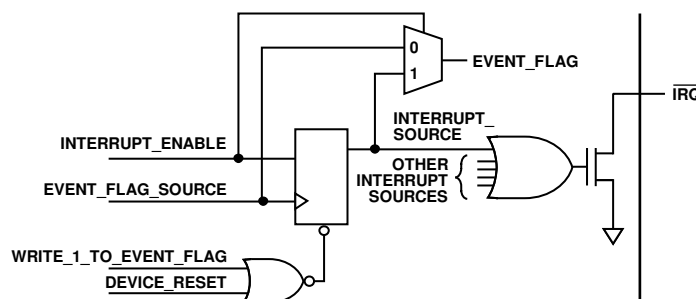 0
EVENT_FLAG
1
INTERRUPT_
SOURCE
IRQ
INTERRUPT_ENABLE
OTHER
INTERRUPT
SOURCES
EVENT_FLAG_SOURCE
WRITE_1_TO_EVENT_FLAG
DEVICE_RESET